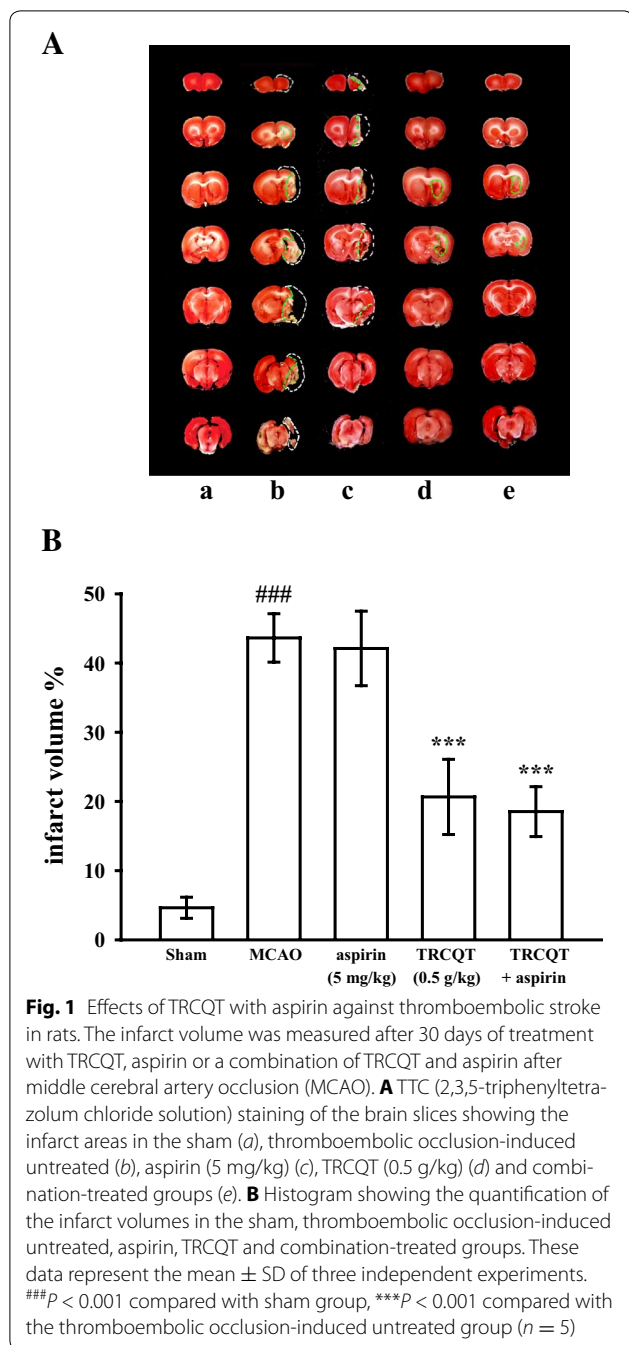 A
a b c d e
B
infarct volume %
50
40
30
20
10
0
###
***
***
Sham MCAO aspirin TRCQT TRCQT
(5 mg/kg) (0.5 g/kg) + aspirin
Fig. 1 Effects of TRCQT with aspirin against thromboembolic stroke
in rats. The infarct volume was measured after 30 days of treatment
with TRCQT, aspirin or a combination of TRCQT and aspirin after
middle cerebral artery occlusion (MCAO). A TTC (2,3,5-triphenyltetra-
zolum chloride solution) staining of the brain slices showing the
infarct areas in the sham (a), thromboembolic occlusion-induced
untreated (b), aspirin (5 mg/kg) (c), TRCQT (0.5 g/kg) (d) and combi-
nation-treated groups (e). B Histogram showing the quantification of
the infarct volumes in the sham, thromboembolic occlusion-induced
untreated, aspirin, TRCQT and combination-treated groups. These
data represent the mean ± SD of three independent experiments.
###P < 0.001 compared with sham group, ***P < 0.001 compared with
the thromboembolic occlusion-induced untreated group (n = 5)